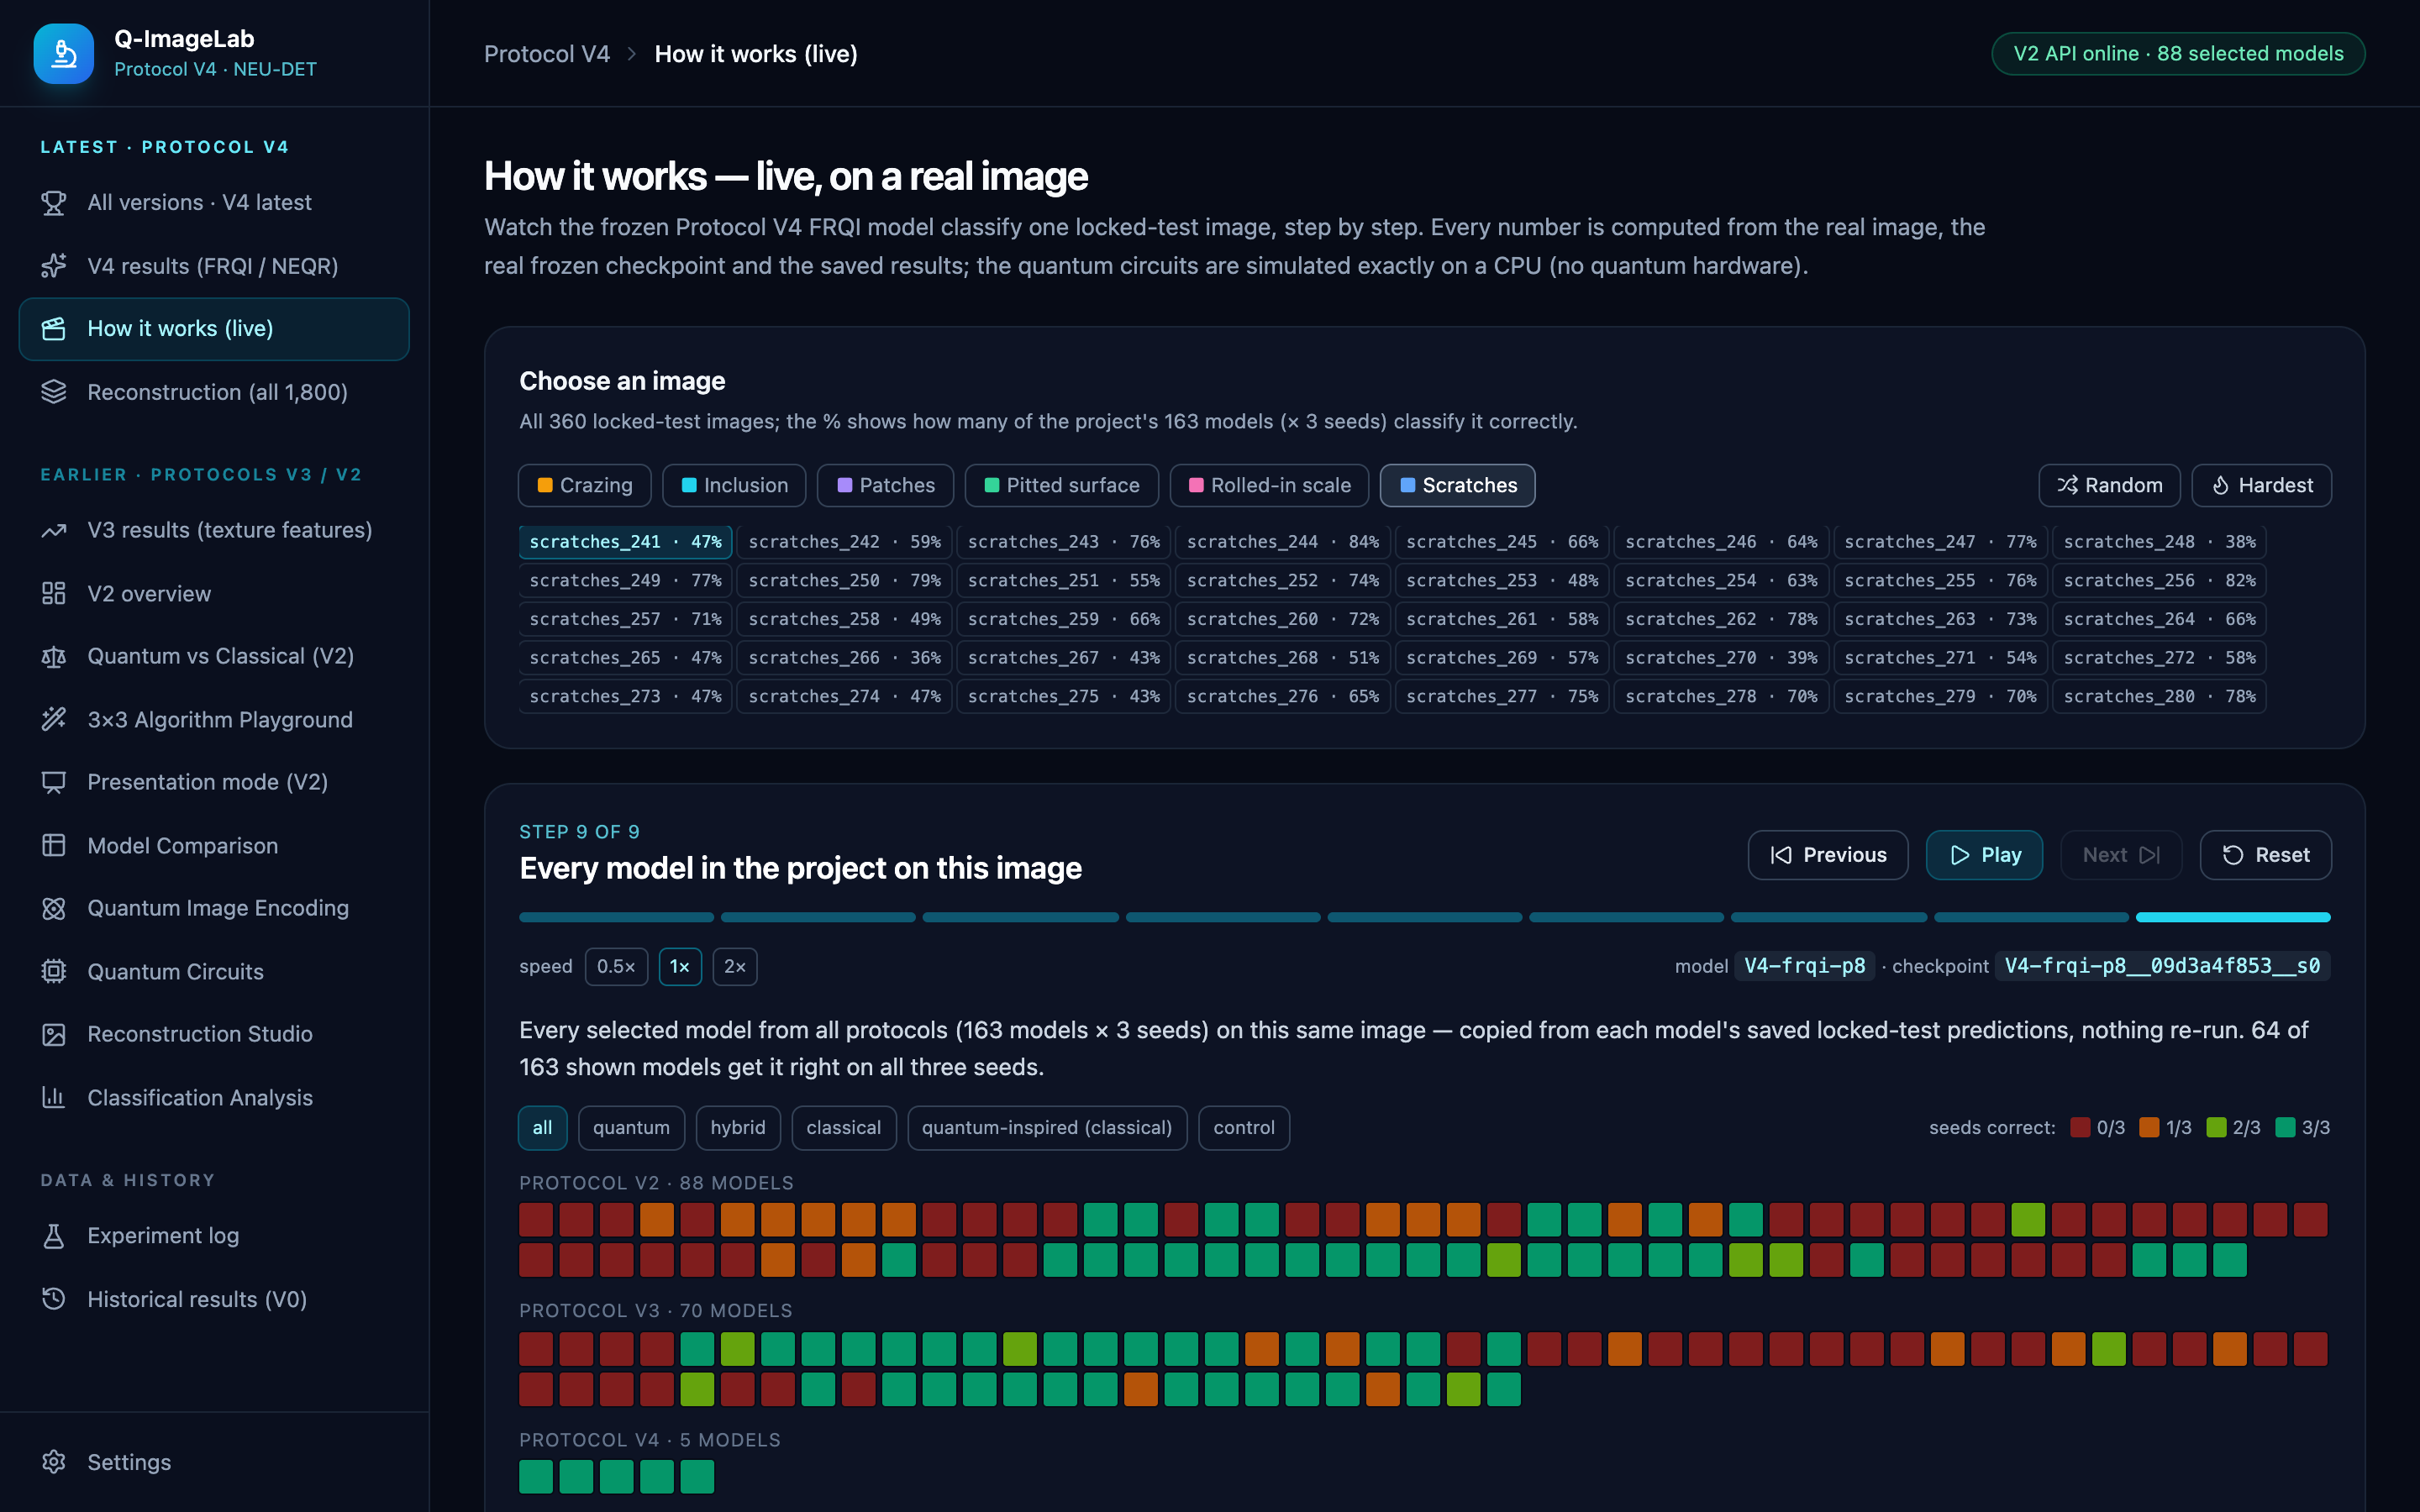 Q-ImageLab
Protocol V4 · NEU-DET
LATEST · PROTOCOL V4
All versions · V4 latest
V4 results (FRQI / NEQR)
How it works (live)
Reconstruction (all 1,800)
EARLIER · PROTOCOLS V3 / V2
V3 results (texture features)
V2 overview
Quantum vs Classical (V2)
3×3 Algorithm Playground
Presentation mode (V2)
Model Comparison
Quantum Image Encoding
Quantum Circuits
Reconstruction Studio
Classification Analysis
DATA & HISTORY
Experiment log
Historical results (V0)
Settings
Protocol V4 > How it works (live)
V2 API online · 88 selected models
How it works — live, on a real image
Watch the frozen Protocol V4 FRQI model classify one locked-test image, step by step. Every number is computed from the real image, the
real frozen checkpoint and the saved results; the quantum circuits are simulated exactly on a CPU (no quantum hardware).
Choose an image
All 360 locked-test images; the % shows how many of the project's 163 models (× 3 seeds) classify it correctly.
Crazing Inclusion Patches Pitted surface Rolled-in scale Scratches Random Hardest
scratches_241 · 47% scratches_242 · 59% scratches_243 · 76% scratches_244 · 84% scratches_245 · 66% scratches_246 · 64% scratches_247 · 77% scratches_248 · 38%
scratches_249 · 77% scratches_250 · 79% scratches_251 · 55% scratches_252 · 74% scratches_253 · 48% scratches_254 · 63% scratches_255 · 76% scratches_256 · 82%
scratches_257 · 71% scratches_258 · 49% scratches_259 · 66% scratches_260 · 72% scratches_261 · 58% scratches_262 · 78% scratches_263 · 73% scratches_264 · 66%
scratches_265 · 47% scratches_266 · 36% scratches_267 · 43% scratches_268 · 51% scratches_269 · 57% scratches_270 · 39% scratches_271 · 54% scratches_272 · 58%
scratches_273 · 47% scratches_274 · 47% scratches_275 · 43% scratches_276 · 65% scratches_277 · 75% scratches_278 · 70% scratches_279 · 70% scratches_280 · 78%
STEP 9 OF 9
Every model in the project on this image
Previous Play Next Reset
speed 0.5× 1× 2×
model V4-frqi-p8 · checkpoint V4-frqi-p8__09d3a4f853__s0
Every selected model from all protocols (163 models × 3 seeds) on this same image — copied from each model's saved locked-test predictions, nothing re-run. 64 of
163 shown models get it right on all three seeds.
all quantum hybrid classical quantum-inspired (classical) control
seeds correct: 0/3 1/3 2/3 3/3
PROTOCOL V2 · 88 MODELS
PROTOCOL V3 · 70 MODELS
PROTOCOL V4 · 5 MODELS